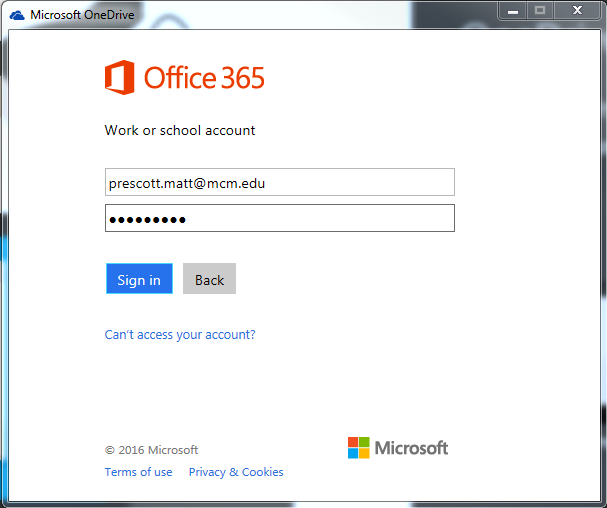 Microsoft OneDrive
Office 365
Work or school account
prescott.matt@mcm.edu
●●●●●●●●●
Sign in Back
Can't access your account?
© 2016 Microsoft
Microsoft
Terms of use Privacy & Cookies